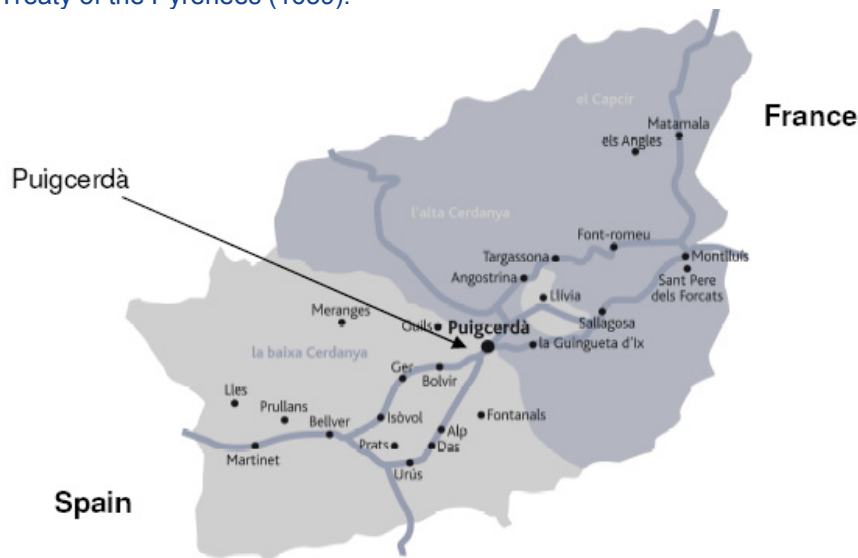 Treaty of the Pyrenees (1659).
el Capcir
France
Matamala
els Angles
Puigcerdà
l'alta Cerdanya
Font-romeu
Targassona
Montlluís
Angostrina
Sant Pere
dels Forcats
Llívia
Meranges
Sallagosa
Ouils
Puigcerdà
la Guingueta d'Ix
la baixa Cerdanya
Ger
Bolvir
Lles
Prullans
Isòvol
Fontanals
Bellver
Alp
Prats
Das
Martinet
Urús
Spain